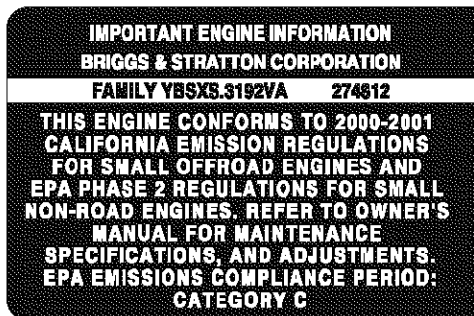 IMPORTANT ENGINE INFORMATION
BRIGGS & STRATTON CORPORATION
FAMILY YBSXS.3192VA 274612
THIS ENGINE CONFORMS TO 2000-2001
CALIFORNIA EMISSION REGULATIONS
FOR SMALL OFFROAD ENGINES AND
EPA PHASE 2 REGULATIONS FOR SMALL
NON-ROAD ENGINES. REFER TO OWNER'S
MANUAL FOR MAINTENANCE
SPECIFICATIONS, AND ADJUSTMENTS.
EPA EMISSIONS COMPLIANCE PERIOD:
CATEGORY C